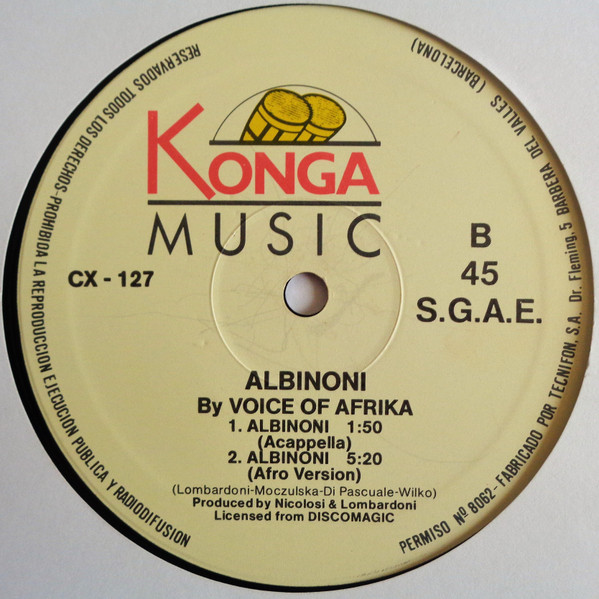 KONGA
MUSIC
CX - 127
B
45
S.G.A.E.
ALBINONI
By VOICE OF AFRIKA
1. ALBINONI 1:50
(Acappella)
2. ALBINONI 5:20
(Afro Version)
(Lombardoni-Moczulska-Di Pascuale-Wilko)
Produced by Nicolosi & Lombardoni
Licensed from DISCOMAGIC
RESERVADOS TODOS LOS DERECHOS-PROHIBIDA LA REPRODUCCION EJECUCION PUBLICA Y RADIODIFUSION
PERMISO Nº 8062-FABRICADO POR TECNIFON, S.A. Dr. Fleming, 5 BARBERA DEL VALLES (BARCELONA)